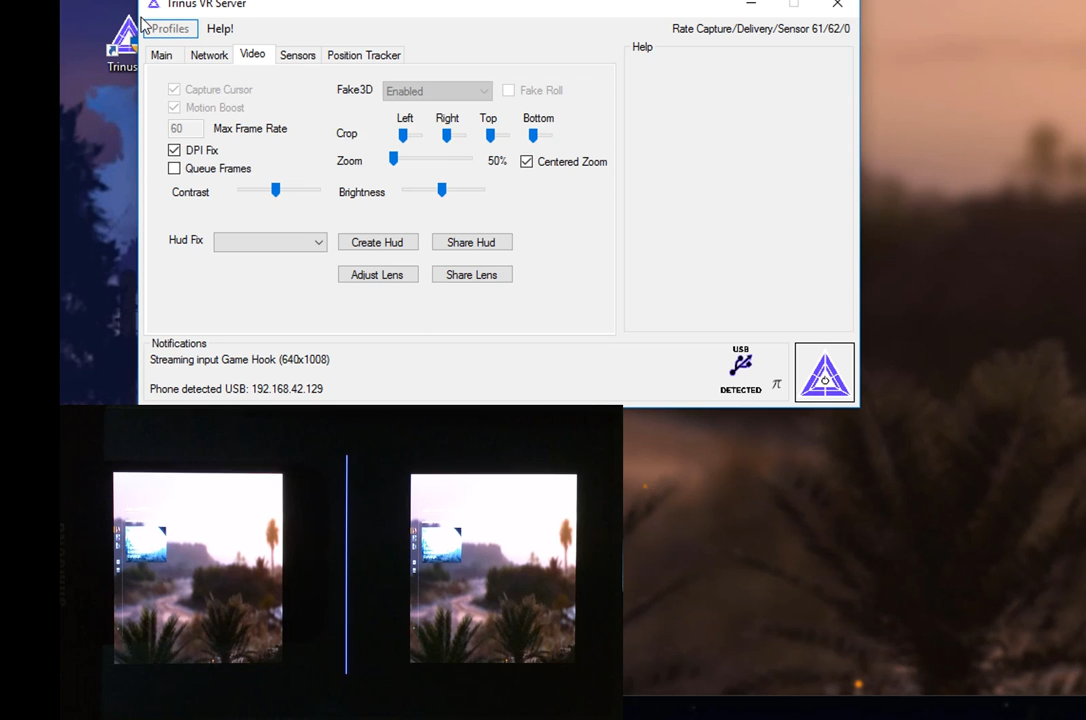 Trinus VR Server
Profiles
Help!
Rate Capture/Delivery/Sensor 61/62/0
Trinus
Main
Network
Video
Sensors
Position Tracker
Help
Capture Cursor
Motion Boost
60 Max Frame Rate
DPI Fix
Queue Frames
Contrast
Fake3D Enabled
Fake Roll
Left Right Top Bottom
Crop
Zoom 50% Centered Zoom
Brightness
Hud Fix
Create Hud
Share Hud
Adjust Lens
Share Lens
Notifications
Streaming input Game Hook (640x1008)
Phone detected USB: 192.168.42.129
USB
DETECTED
π